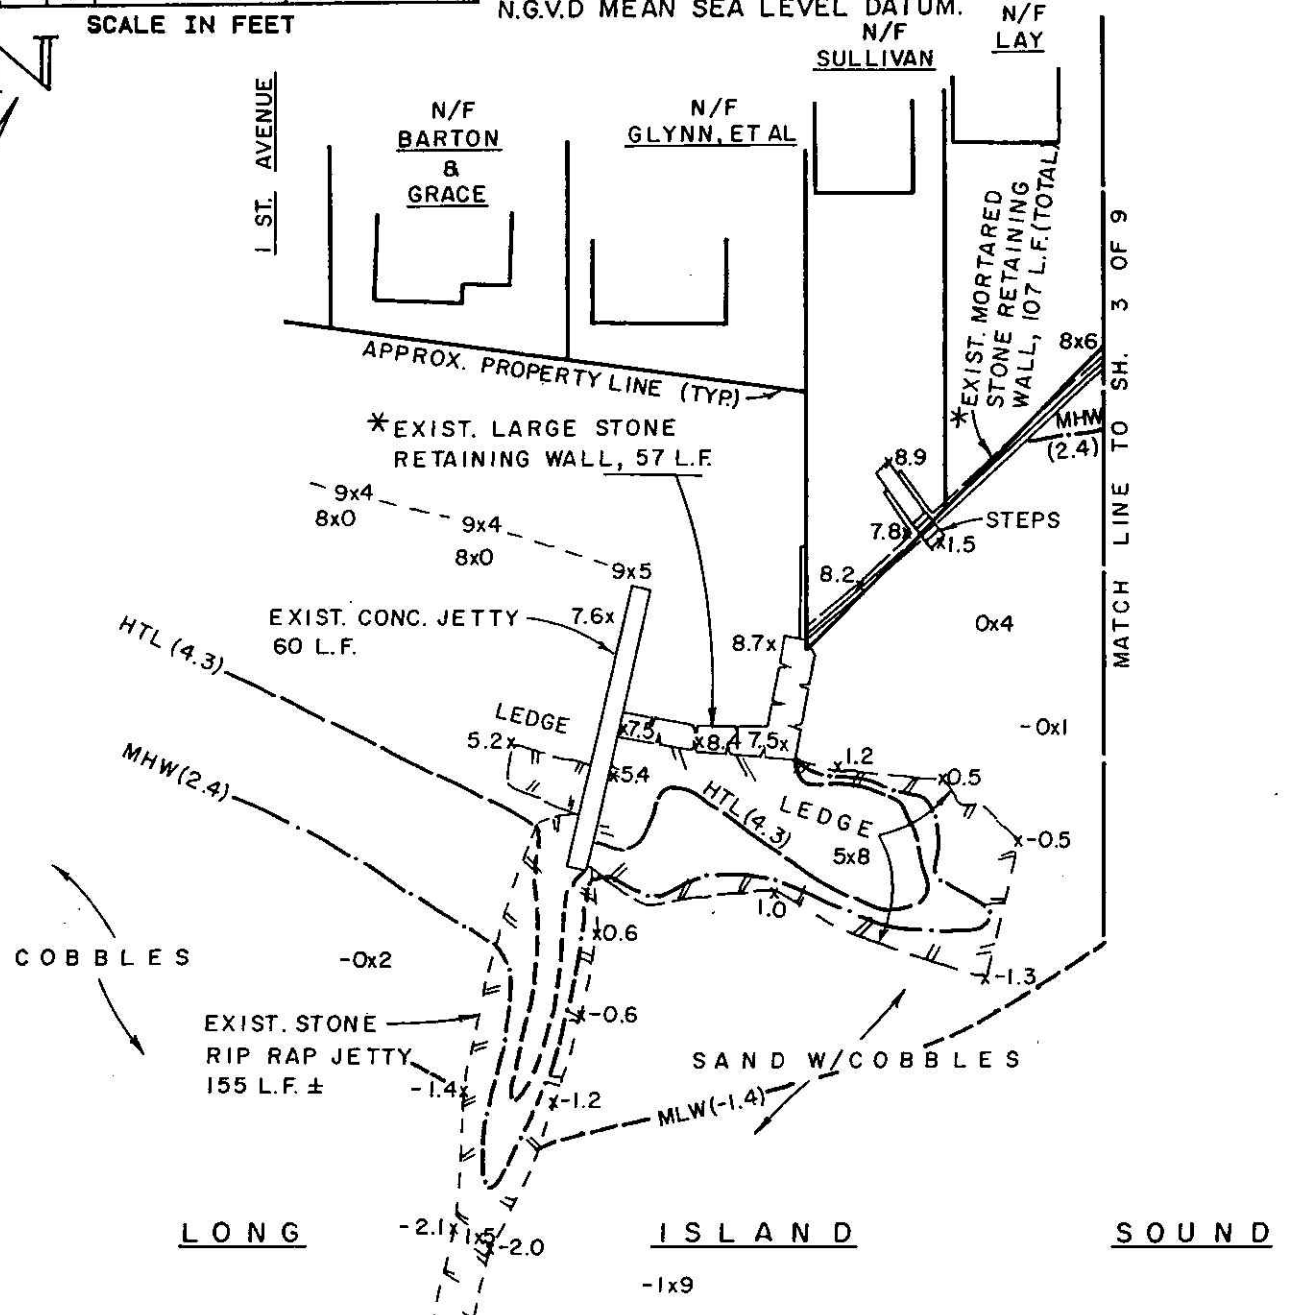 SCALE IN FEET
N.G.V.D MEAN SEA LEVEL DATUM.
N/F
LAY
N/F
SULLIVAN
1 ST. AVENUE
N/F
BARTON
&
GRACE
N/F
GLYNN, ET AL
*EXIST. MORTARED
STONE RETAINING
WALL, 107 L.F.(TOTAL)
MATCH LINE TO SH. 3 OF 9
8x6
MHW
(2.4)
APPROX. PROPERTY LINE (TYP.)
*EXIST. LARGE STONE
RETAINING WALL, 57 L.F.
x8.9
STEPS
7.8x
x1.5
8.2
9x4
8x0
9x4
8x0
9x5
7.6x
EXIST. CONC. JETTY
60 L.F.
8.7x
0x4
-0x1
HTL (4.3)
MHW(2.4)
LEDGE
5.2x
x7.5
x8.4
7.5x
x5.4
1.2
x0.5
HTL(4.3)
LEDGE
5x8
x-0.5
1.0
x-1.3
x0.6
x-0.6
COBBLES
-0x2
EXIST. STONE
RIP RAP JETTY
155 L.F. ±
-1.4x
x-1.2
SAND W/COBBLES
MLW(-1.4)
-2.1x
1x5
x-2.0
LONG ISLAND SOUND
-1x9